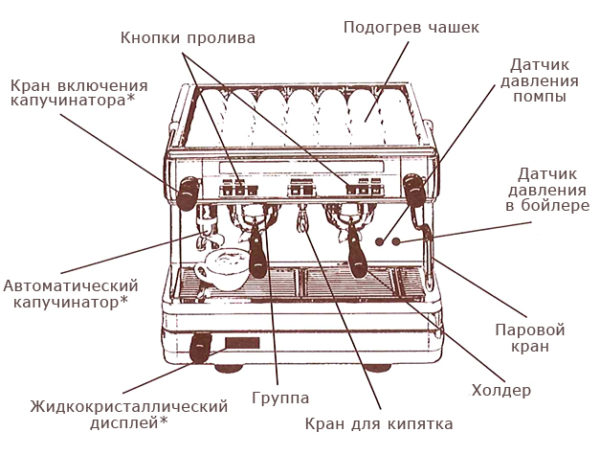 Кнопки пролива
Подогрев чашек
Кран включения
капучинатора*
Датчик
давления
помпы
Датчик
давления
в бойлере
Автоматический
капучинатор*
Паровой
кран
Жидкокристаллический
дисплей*
Группа
Кран для кипятка
Холдер